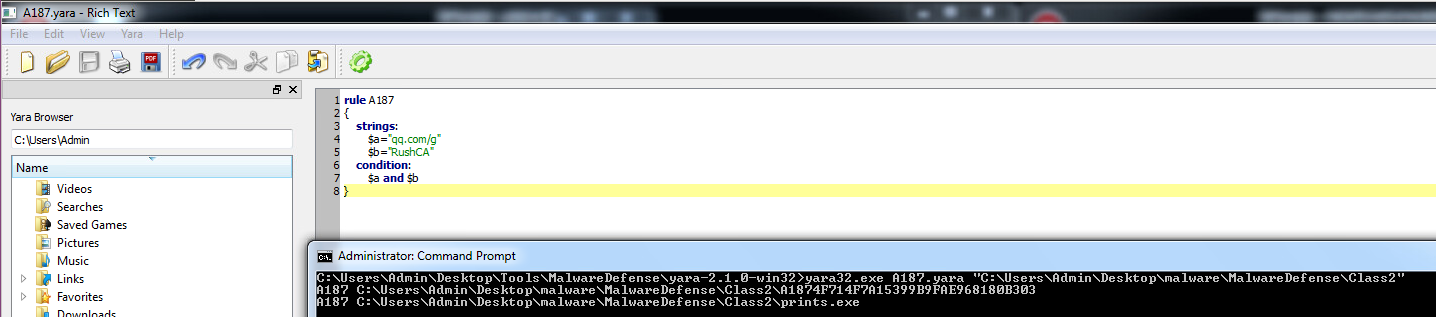 A187.yara - Rich Text
File Edit View Yara Help
PDF
Yara Browser
C:\Users\Admin
Name
Videos
Searches
Saved Games
Pictures
Music
Links
Favorites
Downloads
1 rule A187
2 {
3 strings:
4 $a="qq.com/g"
5 $b="RushCA"
6 condition:
7 $a and $b
8 }
Administrator: Command Prompt
C:\Users\Admin\Desktop\Tools\MalwareDefense\yara-2.1.0-win32>yara32.exe A187.yara "C:\Users\Admin\Desktop\malware\MalwareDefense\Class2"
A187 C:\Users\Admin\Desktop\malware\MalwareDefense\Class2\A1874F714F7A15399B9FAE968180B303
A187 C:\Users\Admin\Desktop\malware\MalwareDefense\Class2\prints.exe